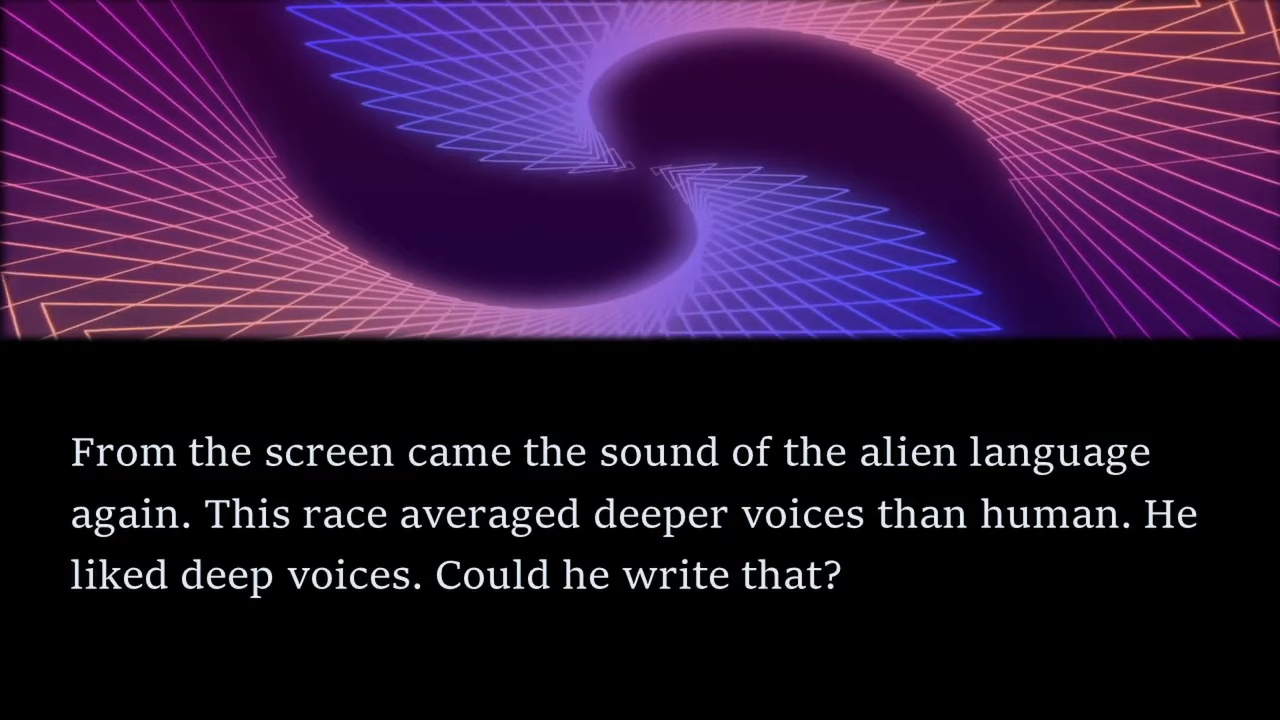 From the screen came the sound of the alien language
again. This race averaged deeper voices than human. He
liked deep voices. Could he write that?